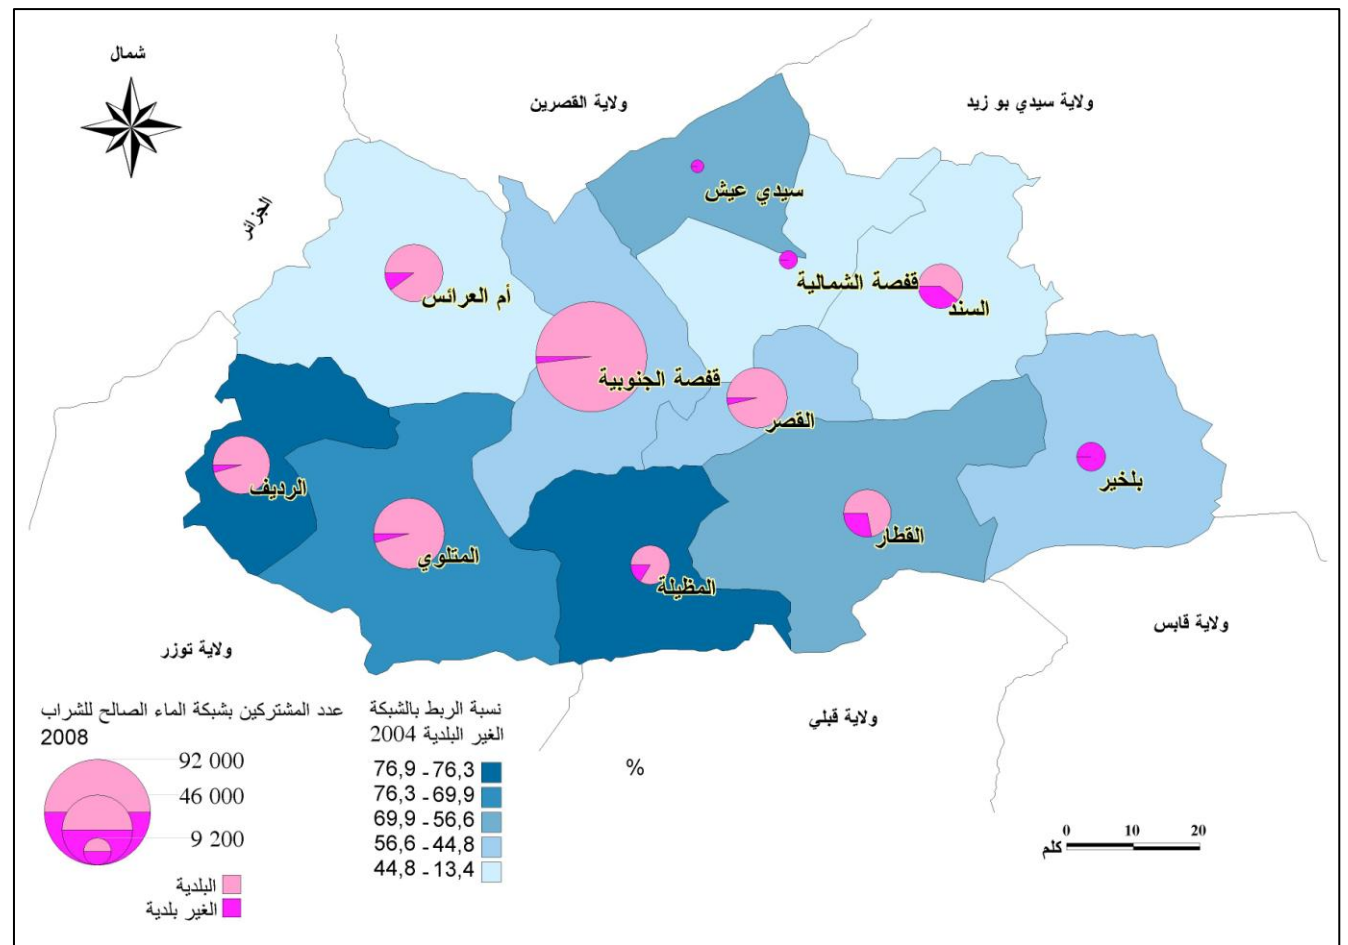 شمال
ولاية القصرين
ولاية سيدي بو زيد
الجزائر
سيدي عيش
قفصة الشمالية
السند
أم العرائس
قفصة الجنوبية
القصر
بلخير
الرديف
المتلوي
القطار
المظيلة
ولاية قابس
ولاية توزر
ولاية قبلي
عدد المشتركين بشبكة الماء الصالح للشراب
2008
92 000
46 000
9 200
البلدية
الغير بلدية
نسبة الربط بالشبكة
الغير البلدية 2004
%
76,9 - 76,3
76,3 - 69,9
69,9 - 56,6
56,6 - 44,8
44,8 - 13,4
0 10 20
كلم